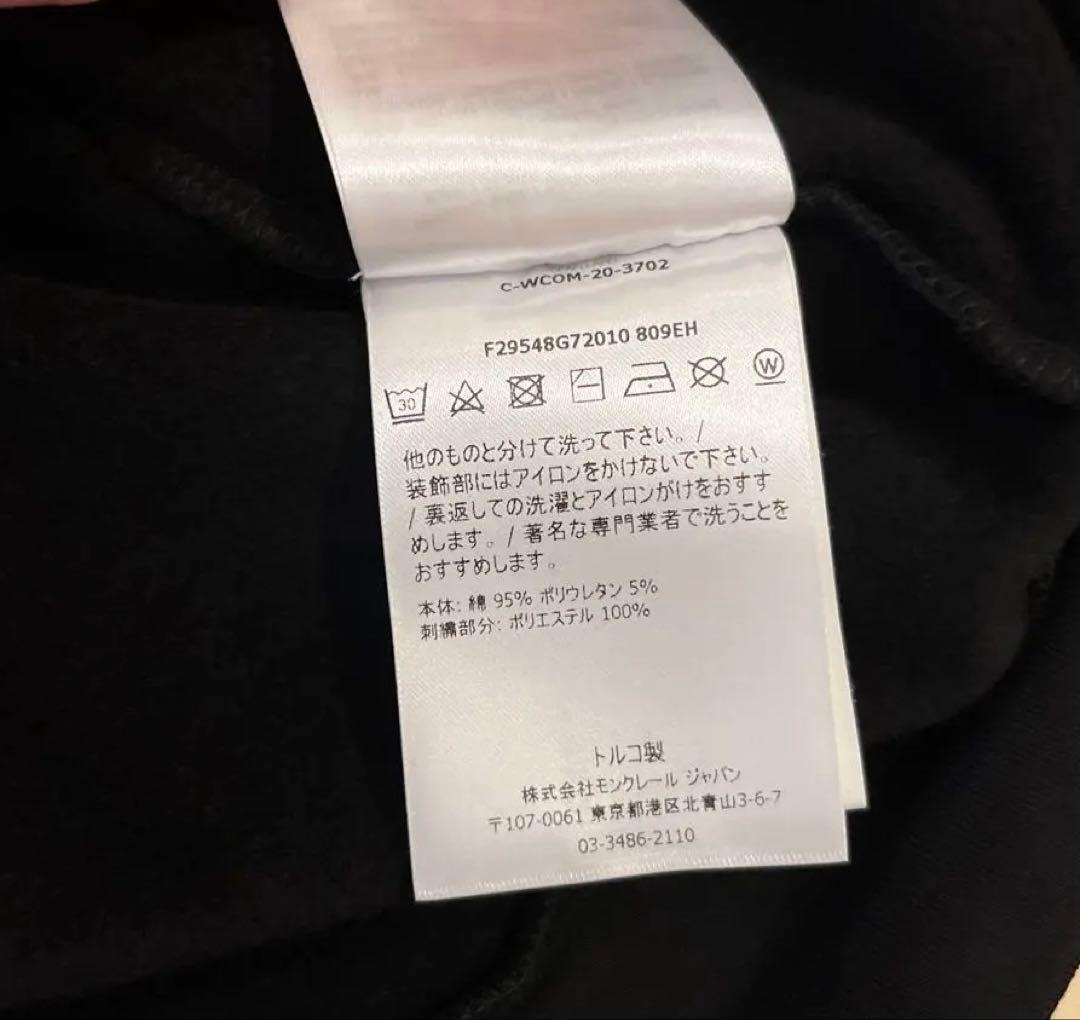 C-WCOM-20-3702
F29548G72010 809EH
30
W
他のものと分けて洗って下さい。/
装飾部にはアイロンをかけないで下さい。
/ 裏返しての洗濯とアイロンがけをおすす
めします。/ 著名な専門業者で洗うことを
おすすめします。
本体: 綿 95% ポリウレタン 5%
刺繍部分: ポリエステル 100%
トルコ製
株式会社モンクレール ジャパン
〒107-0061 東京都港区北青山3-6-7
03-3486-2110